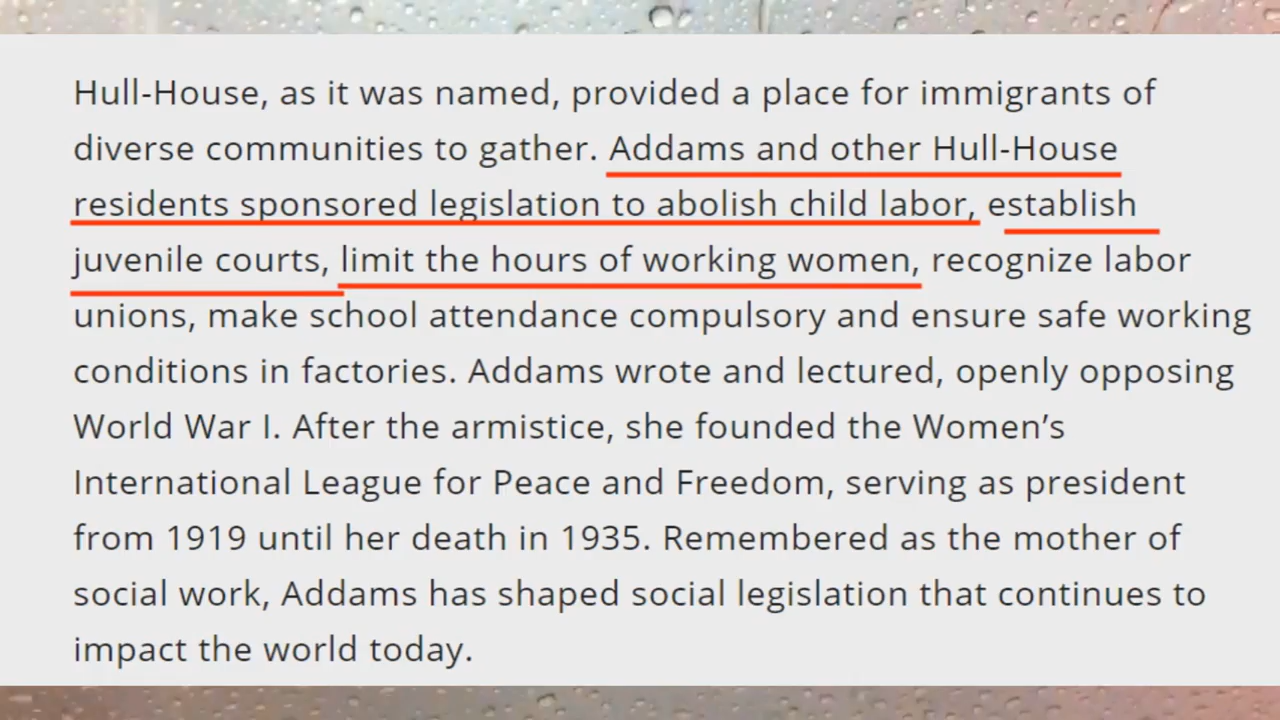 Hull-House, as it was named, provided a place for immigrants of
diverse communities to gather. Addams and other Hull-House
residents sponsored legislation to abolish child labor, establish
juvenile courts, limit the hours of working women, recognize labor
unions, make school attendance compulsory and ensure safe working
conditions in factories. Addams wrote and lectured, openly opposing
World War I. After the armistice, she founded the Women’s
International League for Peace and Freedom, serving as president
from 1919 until her death in 1935. Remembered as the mother of
social work, Addams has shaped social legislation that continues to
impact the world today.